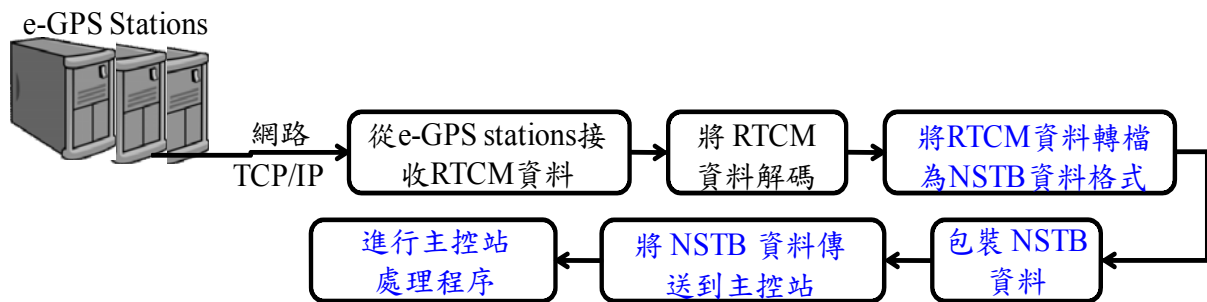 e-GPS Stations
網路
TCP/IP
從e-GPS stations接
收RTCM資料
將 RTCM
資料解碼
將RTCM資料轉檔
為NSTB資料格式
包裝 NSTB
資料
將 NSTB 資料傳
送到主控站
進行主控站
處理程序